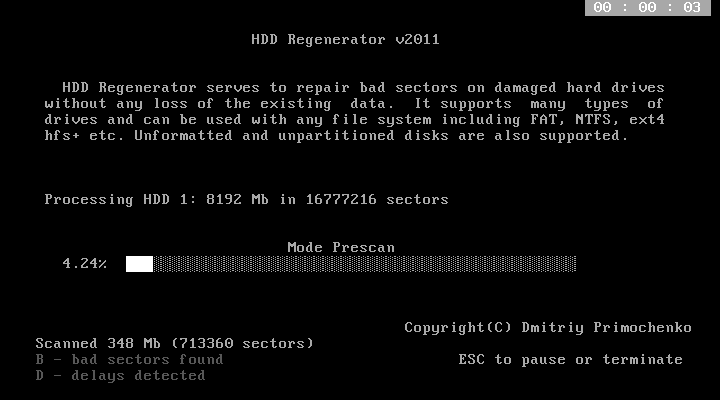 00 : 00 : 03
HDD Regenerator v2011
HDD Regenerator serves to repair bad sectors on damaged hard drives
without any loss of the existing data. It supports many types of
drives and can be used with any file system including FAT, NTFS, ext4
hfs+ etc. Unformatted and unpartitioned disks are also supported.
Processing HDD 1: 8192 Mb in 16777216 sectors
Mode Prescan
4.24%
Copyright(C) Dmitriy Primochenko
Scanned 348 Mb (713360 sectors)
B - bad sectors found
ESC to pause or terminate
D - delays detected